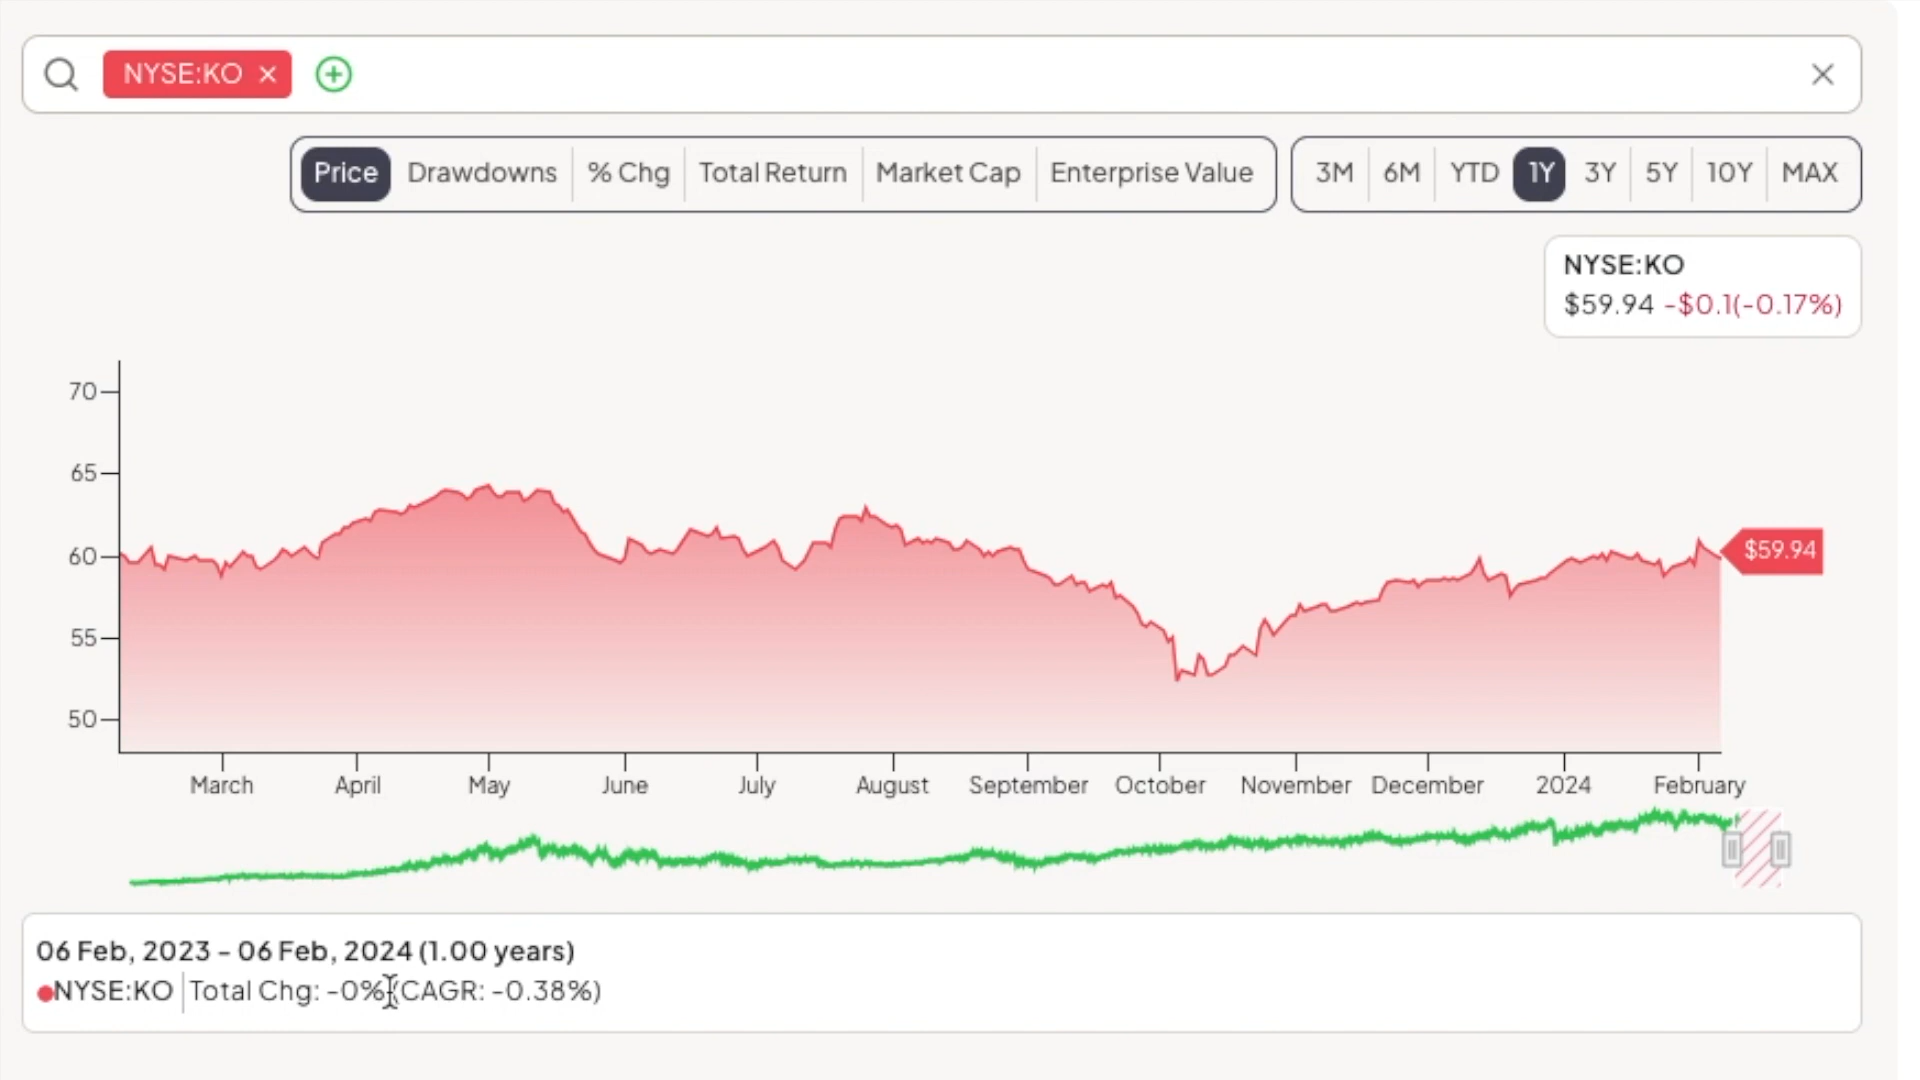 NYSE:KO ×
Price Drawdowns % Chg Total Return Market Cap Enterprise Value 3M 6M YTD 1Y 3Y 5Y 10Y MAX
NYSE:KO
$59.94 -$0.1(-0.17%)
70
65
60
55
50
$59.94
March April May June July August September October November December 2024 February
06 Feb, 2023 - 06 Feb, 2024 (1.00 years)
NYSE:KO Total Chg: -0% (CAGR: -0.38%)